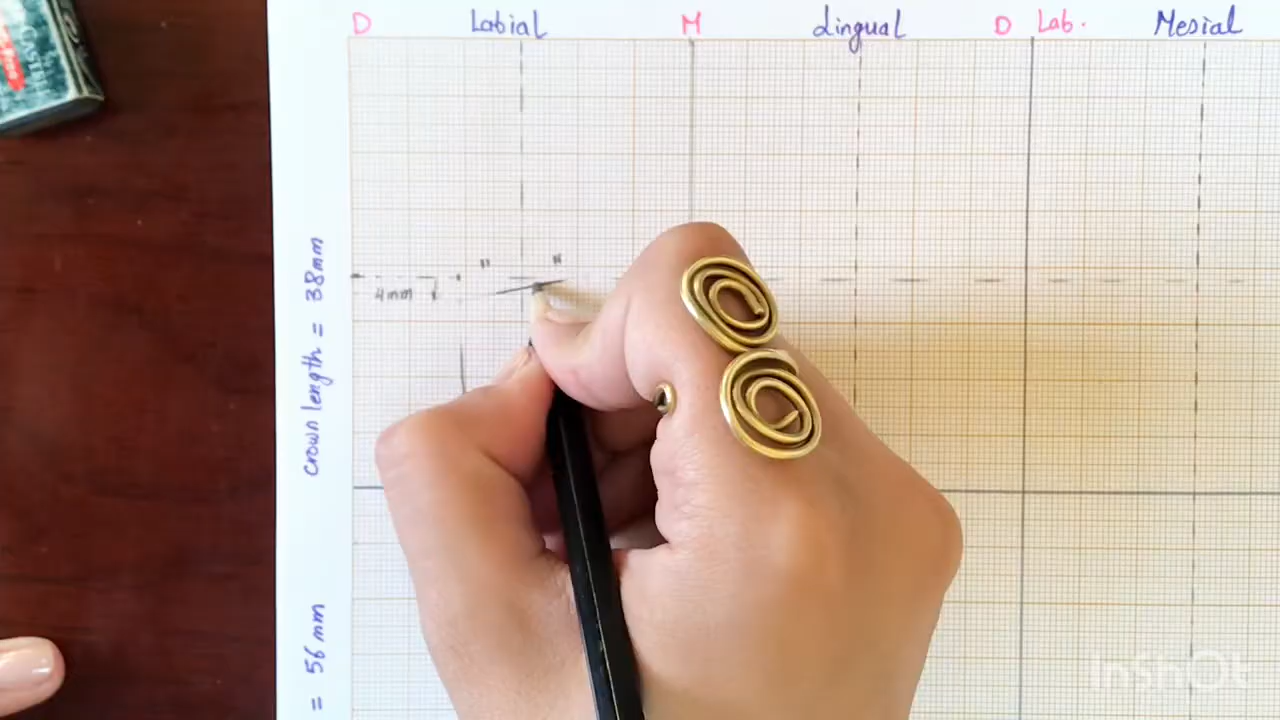 D Labial M Lingual D Lab. Mesial
" "
4mm
crown length = 38mm
= 56 mm
InShOt